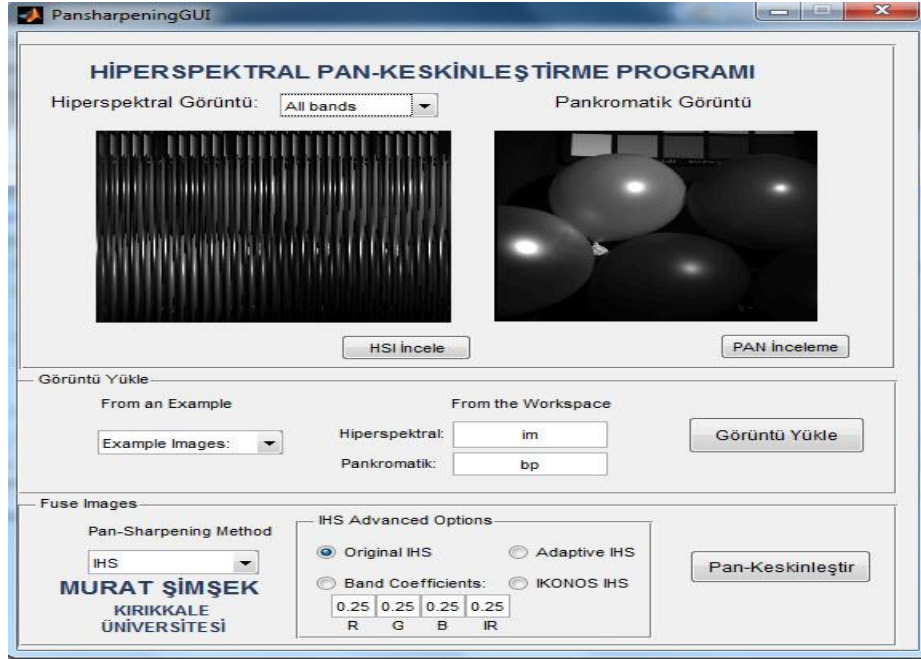 PansharpeningGUI
HİPERSPEKTRAL PAN-KESKİNLEŞTİRME PROGRAMI
Hiperspektral Görüntü: All bands Pankromatik Görüntü
HSI İncele
PAN İnceleme
Görüntü Yükle
From an Example
From the Workspace
Example Images:
Hiperspektral: im
Pankromatik: bp
Görüntü Yükle
Fuse Images
Pan-Sharpening Method
IHS
MURAT ŞİMŞEK
KIRIKKALE
ÜNİVERSİTESİ
IHS Advanced Options
Original IHS Adaptive IHS
Band Coefficients: IKONOS IHS
0.25 0.25 0.25 0.25
R G B IR
Pan-Keskinleştir